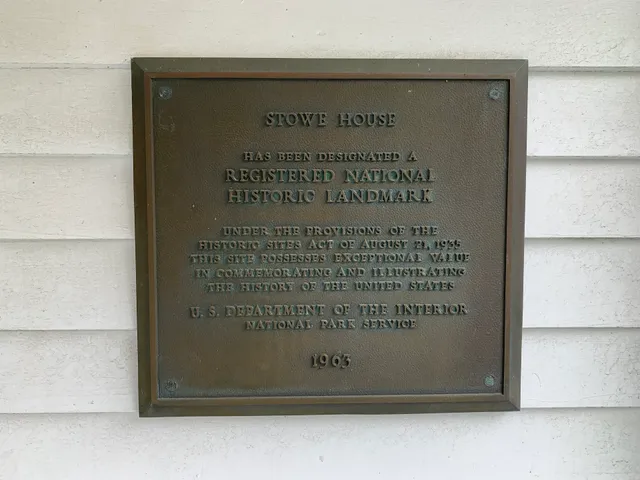 STOWE HOUSE
HAS BEEN DESIGNATED A
REGISTERED NATIONAL
HISTORIC LANDMARK
UNDER THE PROVISIONS OF THE
HISTORIC SITES ACT OF AUGUST 21, 1935
THIS SITE POSSESSES EXCEPTIONAL VALUE
IN COMMEMORATING AND ILLUSTRATING
THE HISTORY OF THE UNITED STATES
U. S. DEPARTMENT OF THE INTERIOR
NATIONAL PARK SERVICE
1963